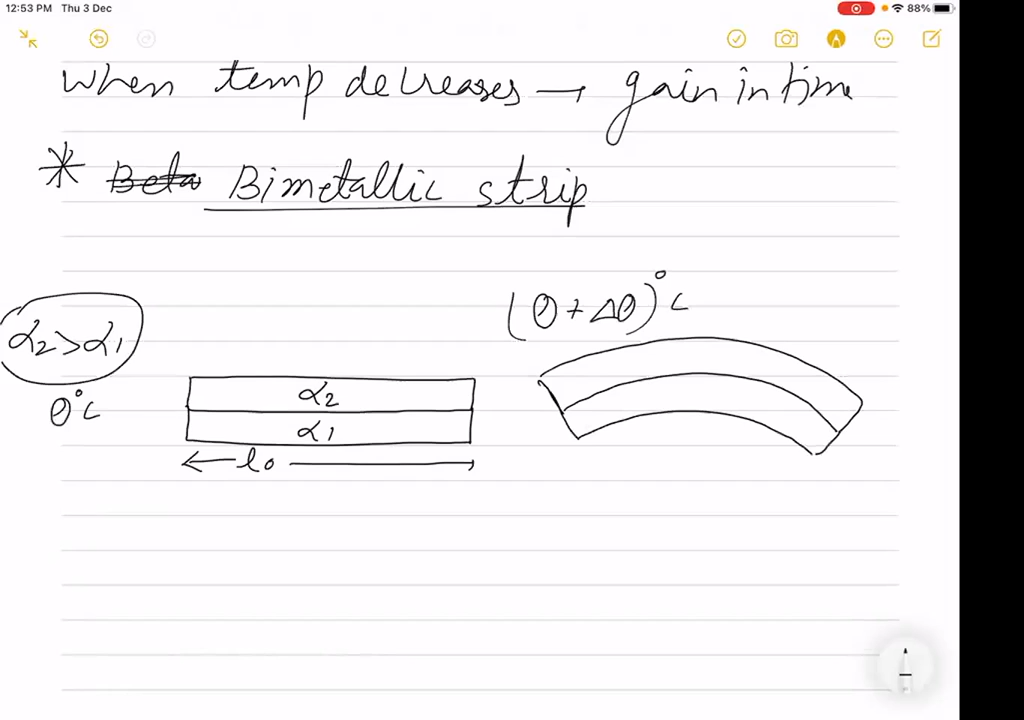 12:53 PM Thu 3 Dec 88%
When temp decreases → gain in time
* Beta Bimetallic strip
(θ + Δθ)°C
α2 > α1
θ°C
α2
α1
l0